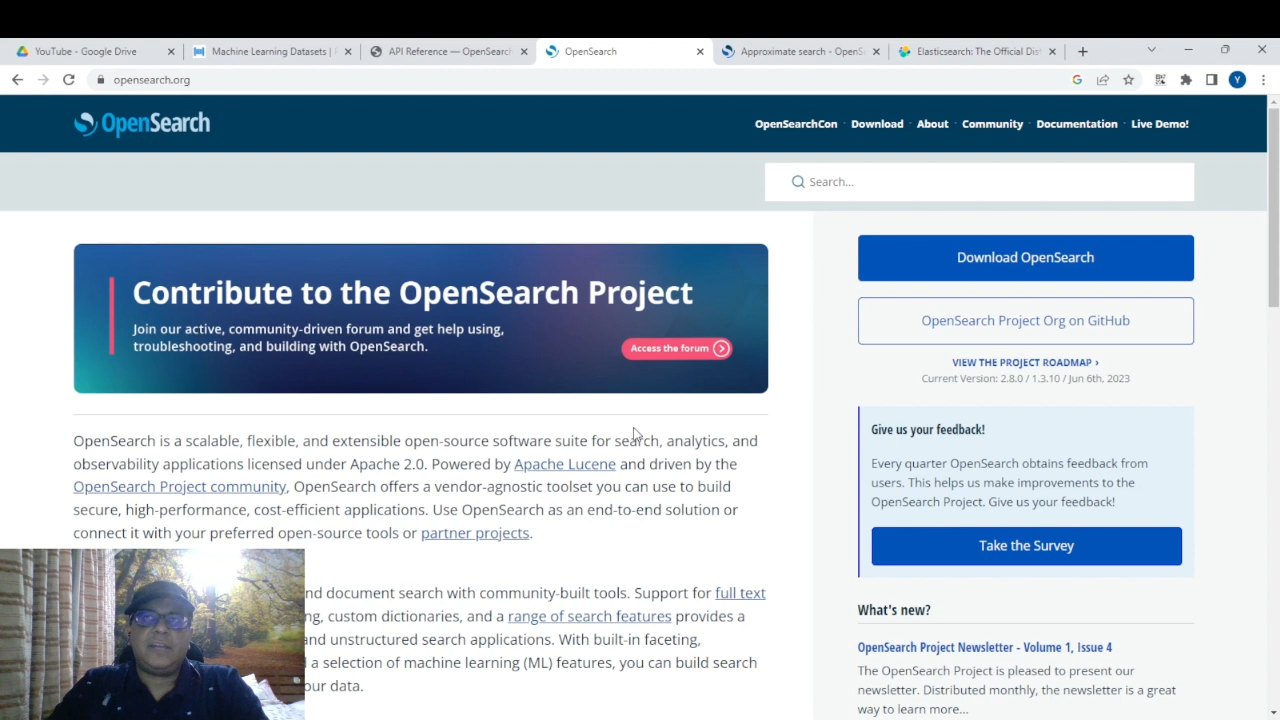 YouTube - Google Drive
Machine Learning Datasets |
API Reference — OpenSearch
OpenSearch
Approximate search - OpenS
Elasticsearch: The Official Dist
opensearch.org
Y
OpenSearch
OpenSearchCon · Download · About · Community · Documentation · Live Demo!
Search...
Contribute to the OpenSearch Project
Join our active, community-driven forum and get help using,
troubleshooting, and building with OpenSearch.
Access the forum
OpenSearch is a scalable, flexible, and extensible open-source software suite for search, analytics, and
observability applications licensed under Apache 2.0. Powered by Apache Lucene and driven by the
OpenSearch Project community, OpenSearch offers a vendor-agnostic toolset you can use to build
secure, high-performance, cost-efficient applications. Use OpenSearch as an end-to-end solution or
connect it with your preferred open-source tools or partner projects.
nd document search with community-built tools. Support for full text
ng, custom dictionaries, and a range of search features provides a
and unstructured search applications. With built-in faceting,
l a selection of machine learning (ML) features, you can build search
our data.
Download OpenSearch
OpenSearch Project Org on GitHub
VIEW THE PROJECT ROADMAP ›
Current Version: 2.8.0 / 1.3.10 / Jun 6th, 2023
Give us your feedback!
Every quarter OpenSearch obtains feedback from
users. This helps us make improvements to the
OpenSearch Project. Give us your feedback!
Take the Survey
What's new?
OpenSearch Project Newsletter - Volume 1, Issue 4
The OpenSearch Project is pleased to present our
newsletter. Distributed monthly, the newsletter is a great
way to learn more...